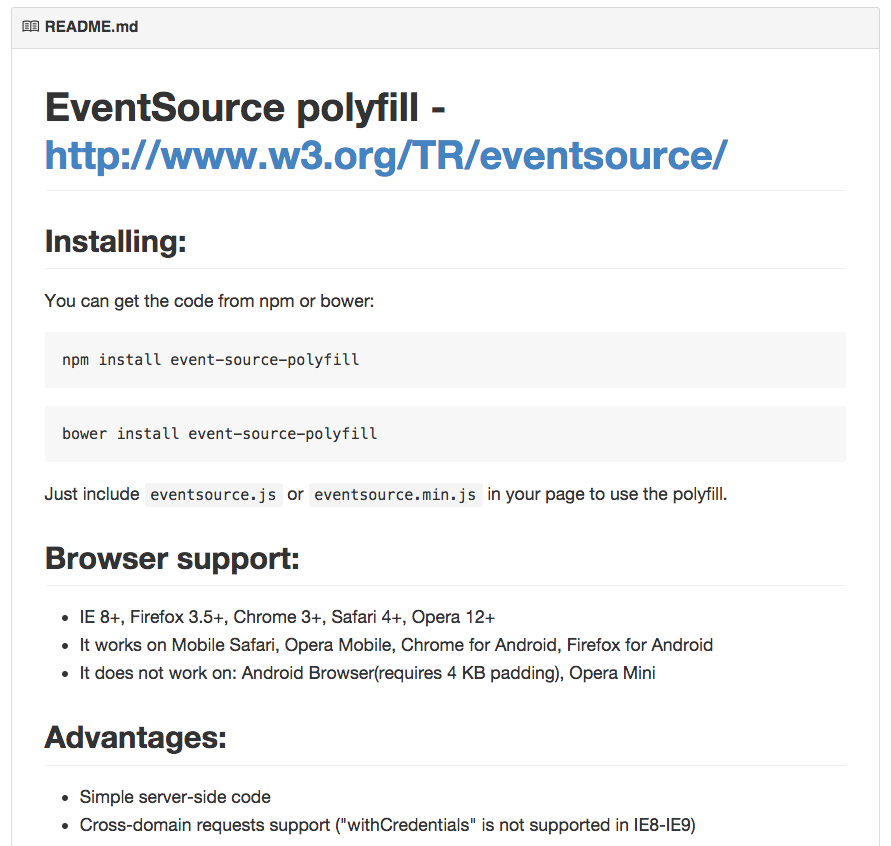 README.md
EventSource polyfill -
http://www.w3.org/TR/eventsource/
Installing:
You can get the code from npm or bower:
npm install event-source-polyfill
bower install event-source-polyfill
Just include eventsource.js or eventsource.min.js in your page to use the polyfill.
Browser support:
• IE 8+, Firefox 3.5+, Chrome 3+, Safari 4+, Opera 12+
• It works on Mobile Safari, Opera Mobile, Chrome for Android, Firefox for Android
• It does not work on: Android Browser(requires 4 KB padding), Opera Mini
Advantages:
• Simple server-side code
• Cross-domain requests support ("withCredentials" is not supported in IE8-IE9)